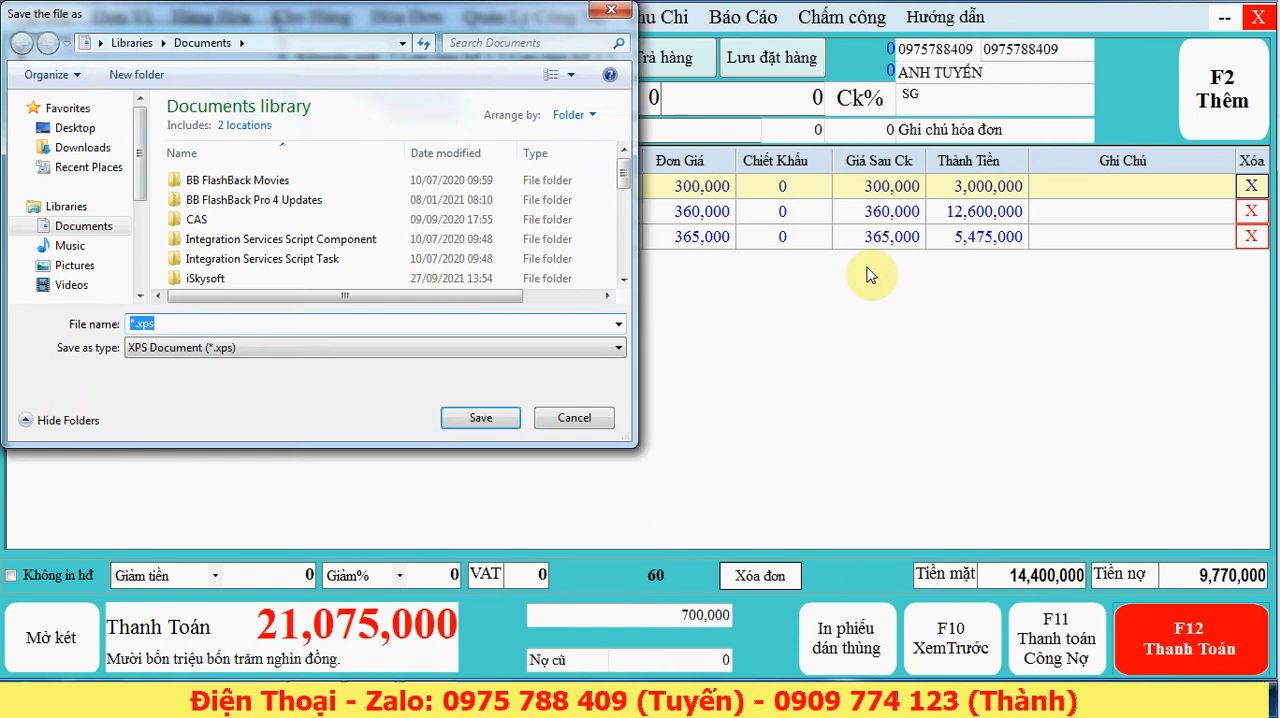 Save the file as
Libraries Documents
Search Documents
Organize
New folder
Favorites
Desktop
Downloads
Recent Places
Libraries
Documents
Music
Pictures
Videos
Documents library
Includes: 2 locations
Arrange by: Folder
Name Date modified Type
BB FlashBack Movies 10/07/2020 09:59 File folder
BB FlashBack Pro 4 Updates 08/01/2021 08:10 File folder
CAS 09/09/2020 17:55 File folder
Integration Services Script Component 10/07/2020 09:48 File folder
Integration Services Script Task 10/07/2020 09:48 File folder
iSkysoft 27/09/2021 13:54 File folder
File name: *.xps
Save as type: XPS Document (*.xps)
Hide Folders
Save
Cancel
Chi Báo Cáo Chấm công Hướng dẫn -- X
hàng Lưu đặt hàng 0 0975788409 0975788409
0 ANH TUYẾN
0 0 Ck% SG
0 0 Ghi chú hóa đơn
F2
Thêm
Đơn Giá Chiết Khấu Giá Sau Ck Thành Tiền Ghi Chú Xóa
300,000 0 300,000 3,000,000 X
360,000 0 360,000 12,600,000 X
365,000 0 365,000 5,475,000 X
Không in hđ Giảm tiền 0 Giảm% 0 VAT 0 60 Xóa đơn Tiền mặt 14,400,000 Tiền nợ 9,770,000
Mở két
Thanh Toán 21,075,000
Mười bốn triệu bốn trăm nghìn đồng.
700,000
Nợ cũ 0
In phiếu
dán thùng
F10
XemTrước
F11
Thanh toán
Công Nợ
F12
Thanh Toán
Điện Thoại - Zalo: 0975 788 409 (Tuyến) - 0909 774 123 (Thành)